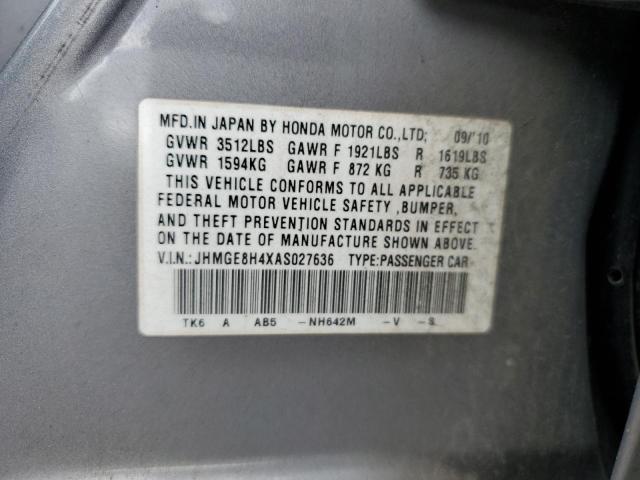 MFD.IN JAPAN BY HONDA MOTOR CO.,LTD; 09/'10
GVWR 3512LBS GAWR F 1921LBS R 1619LBS
GVWR 1594KG GAWR F 872 KG R 735 KG
THIS VEHICLE CONFORMS TO ALL APPLICABLE
FEDERAL MOTOR VEHICLE SAFETY ,BUMPER,
AND THEFT PREVENTION STANDARDS IN EFFECT
ON THE DATE OF MANUFACTURE SHOWN ABOVE.
V.I.N.: JHMGE8H4XAS027636 TYPE:PASSENGER CAR
TK6 A AB5 -NH642M -V -S